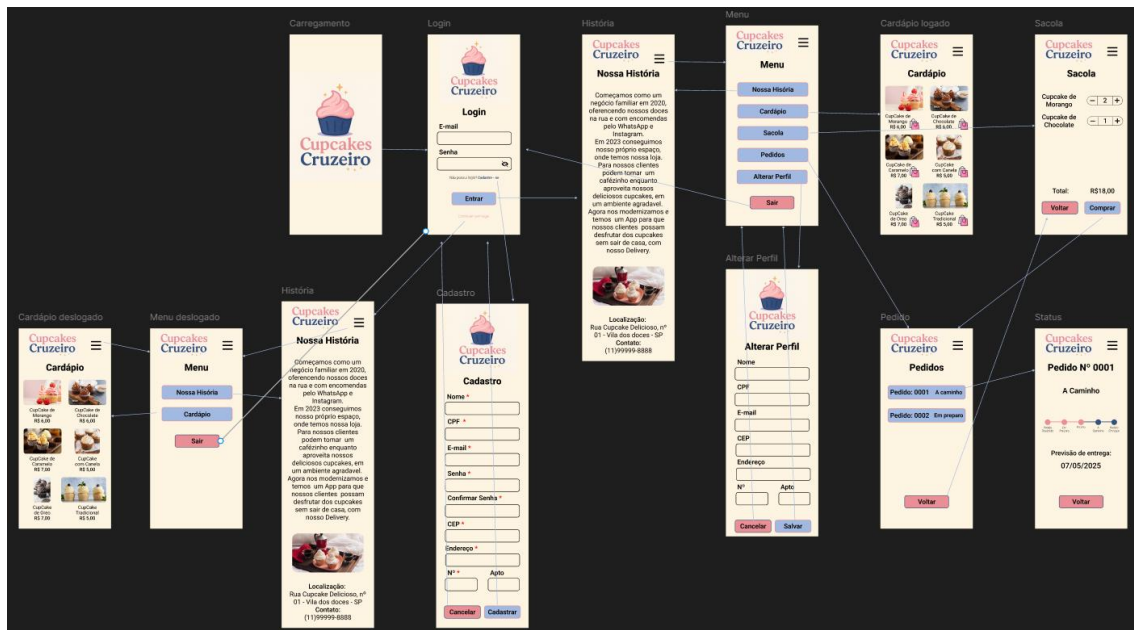 Carregamento
Cupcakes
Cruzeiro
Login
Cupcakes
Cruzeiro
Login
E-mail
Senha
Cadastre - se
Entrar
História
Cupcakes
Cruzeiro
Nossa História
Começamos como um
negócio familiar em 2020,
oferencendo nossos doces
na rua e com encomendas
pelo WhatsApp e
Instagram.
Em 2023 conseguimos
nosso próprio espaço,
onde temos nossa loja.
Para nossos clientes
podem tomar um
cafézinho enquanto
aproveita nossos
deliciosos cupcakes, em
um ambiente agradavel.
Agora nos modernizamos e
temos um App para que
nossos clientes possam
desfrutar dos cupcakes
sem sair de casa, com
nosso Delivery.
Localização:
Rua Cupcake Delicioso, nº
01 - Vila dos doces - SP
Contato:
(11)99999-8888
Menu
Cupcakes
Cruzeiro
Menu
Nossa Hisória
Cardápio
Sacola
Pedidos
Alterar Perfil
Sair
Cardápio logado
Cupcakes
Cruzeiro
Cardápio
CupCake de
Morango
R$ 6,00
CupCake de
Chocolate
R$ 6,00
CupCake de
Caramelo
R$ 7,00
CupCake
com Canela
R$ 5,00
CupCake
de Oreo
R$ 7,00
CupCake
Tradicional
R$ 5,00
Sacola
Cupcakes
Cruzeiro
Sacola
Cupcake de
Morango
2
Cupcake de
Chocolate
1
Total: R$18,00
Voltar
Comprar
Cardápio deslogado
Cupcakes
Cruzeiro
Cardápio
CupCake de
Morango
R$ 6,00
CupCake de
Chocolate
R$ 6,00
CupCake de
Caramelo
R$ 7,00
CupCake
com Canela
R$ 5,00
CupCake
de Oreo
R$ 7,00
CupCake
Tradicional
R$ 5,00
Menu deslogado
Cupcakes
Cruzeiro
Menu
Nossa Hisória
Cardápio
Sair
História
Cupcakes
Cruzeiro
Nossa História
Começamos como um
negócio familiar em 2020,
oferencendo nossos doces
na rua e com encomendas
pelo WhatsApp e
Instagram.
Em 2023 conseguimos
nosso próprio espaço,
onde temos nossa loja.
Para nossos clientes
podem tomar um
cafézinho enquanto
aproveita nossos
deliciosos cupcakes, em
um ambiente agradavel.
Agora nos modernizamos e
temos um App para que
nossos clientes possam
desfrutar dos cupcakes
sem sair de casa, com
nosso Delivery.
Localização:
Rua Cupcake Delicioso, nº
01 - Vila dos doces - SP
Contato:
(11)99999-8888
Cadastro
Cupcakes
Cruzeiro
Cadastro
Nome *
CPF *
E-mail *
Senha *
Confirmar Senha *
CEP *
Endereço *
Nº * Apto
Cancelar
Cadastrar
Alterar Perfil
Cupcakes
Cruzeiro
Alterar Perfil
Nome
CPF
E-mail
CEP
Endereço
Nº Apto
Cancelar
Salvar
Pedido
Cupcakes
Cruzeiro
Pedidos
Pedido: 0001 A caminho
Pedido: 0002 Em preparo
Voltar
Status
Cupcakes
Cruzeiro
Pedido Nº 0001
A Caminho
Previsão de entrega:
07/05/2025
Voltar